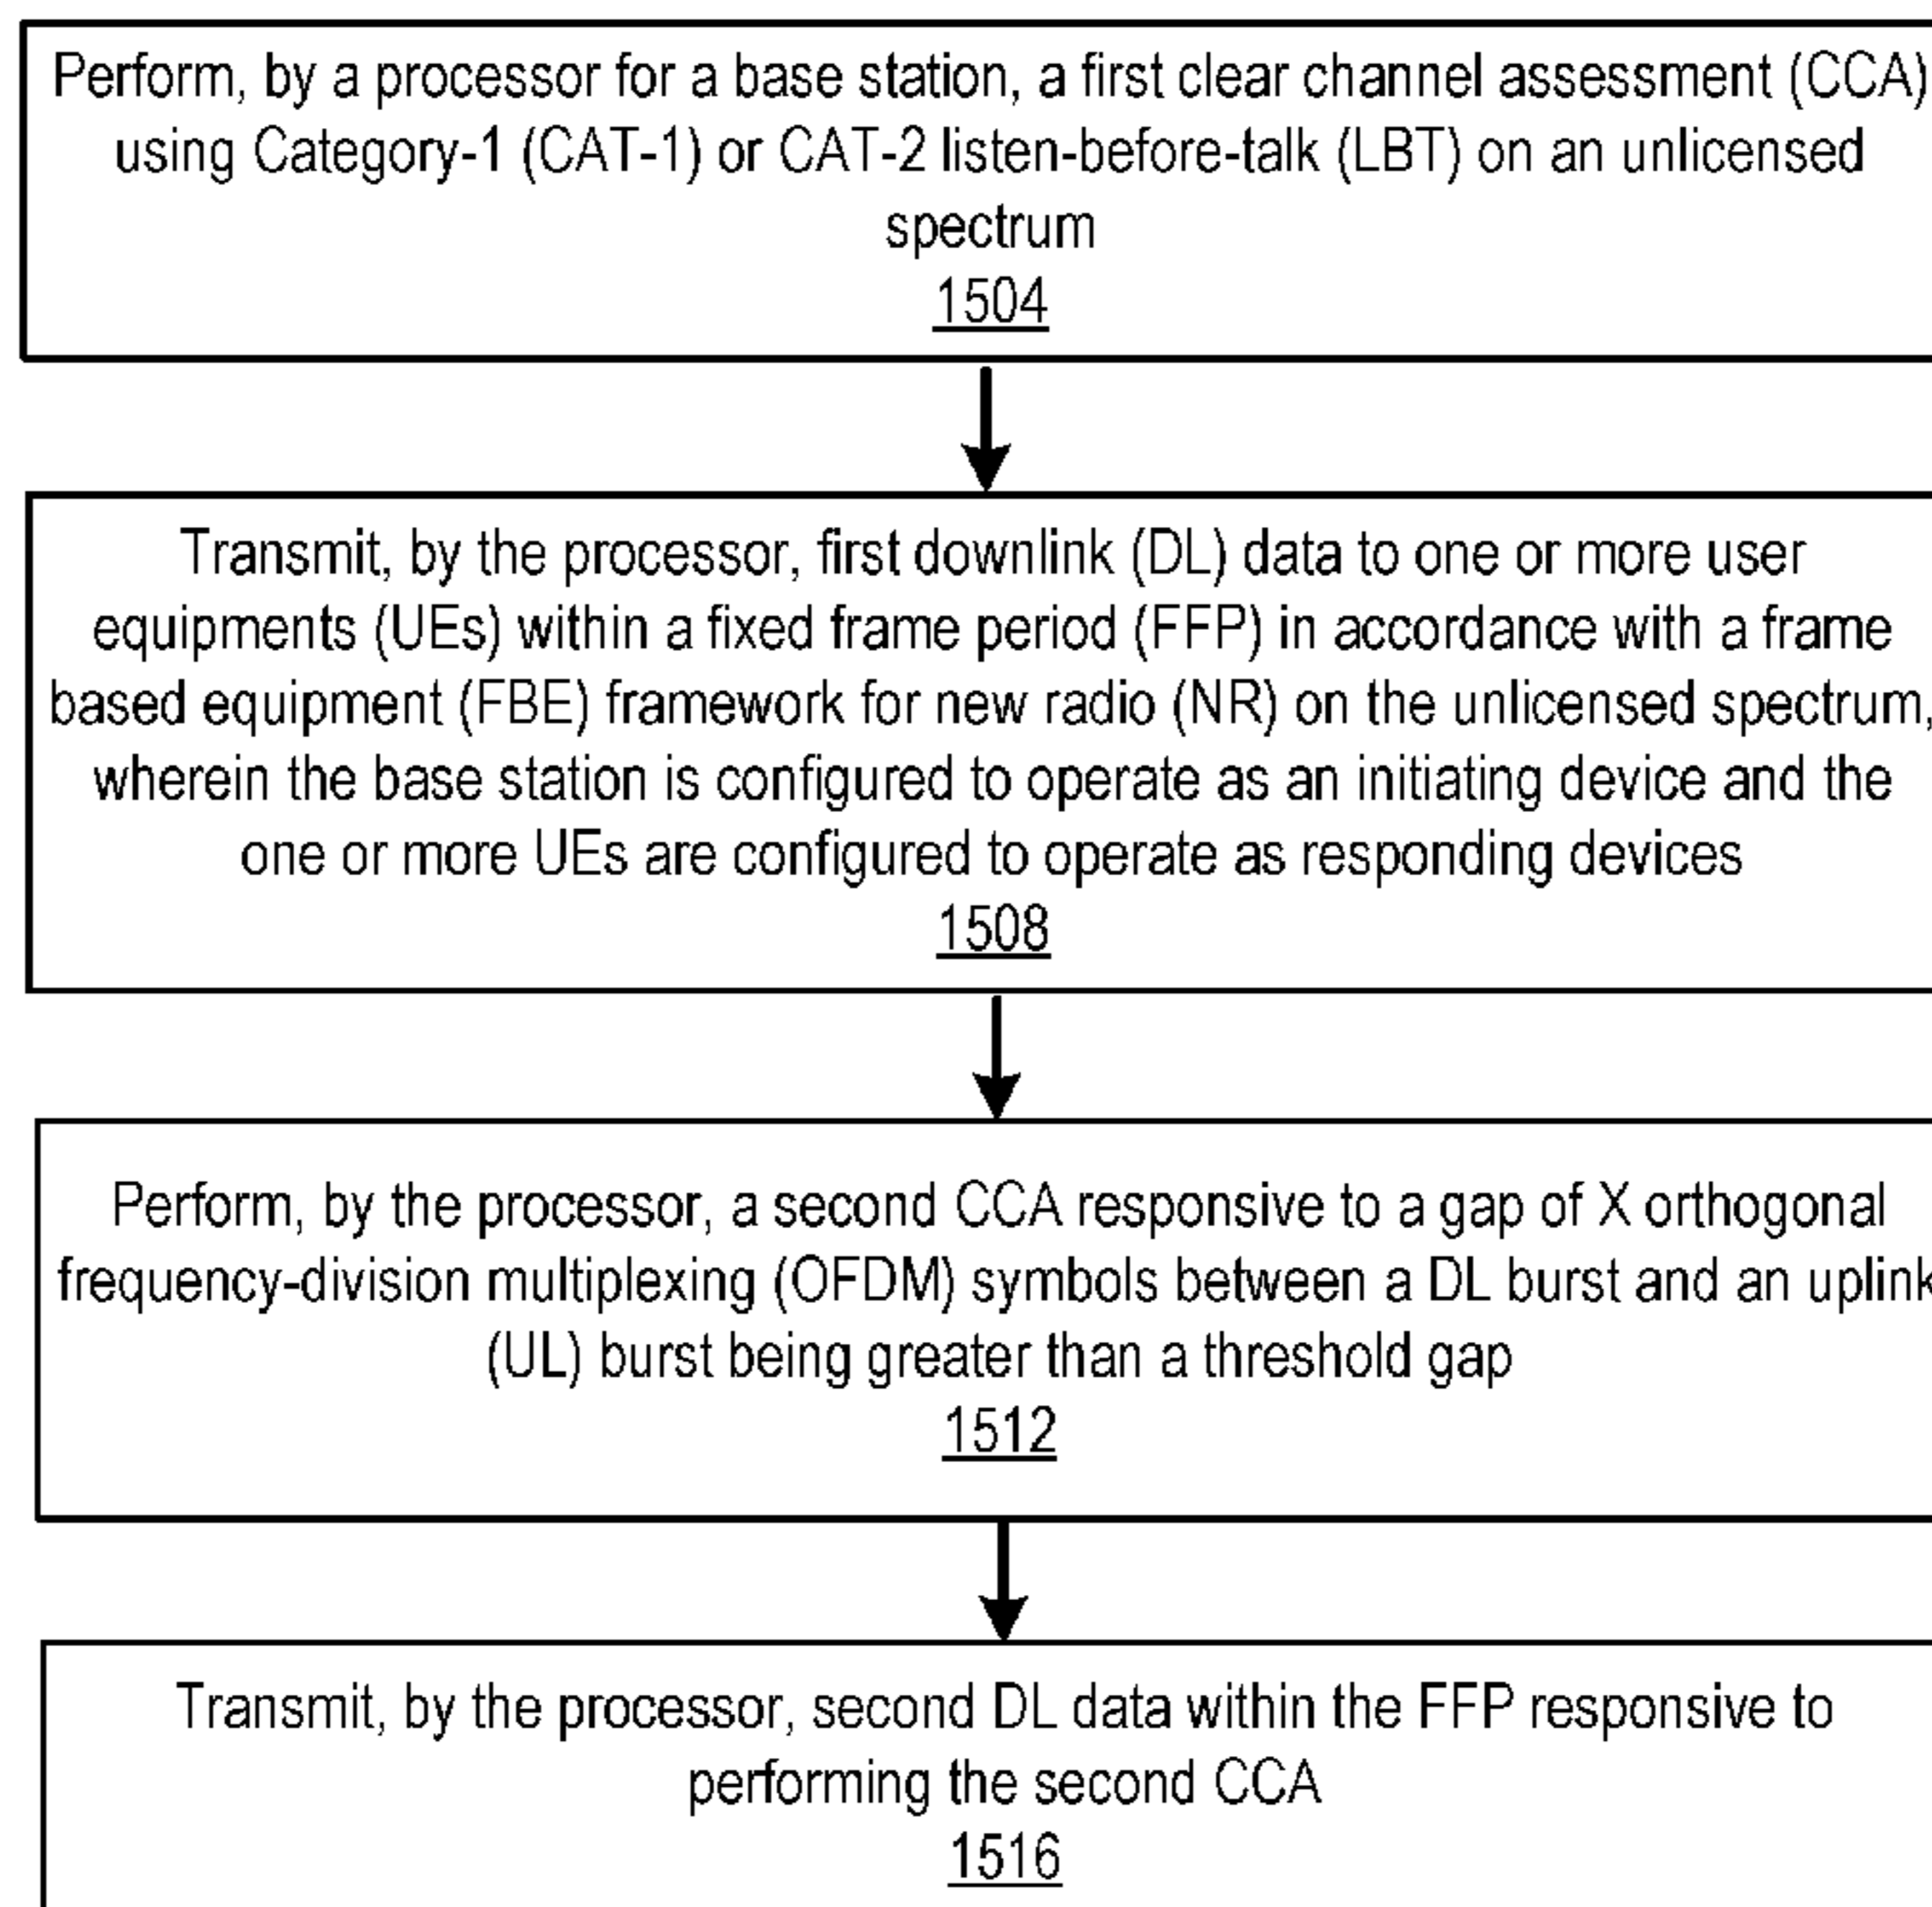 Perform, by a processor for a base station, a first clear channel assessment (CCA)
using Category-1 (CAT-1) or CAT-2 listen-before-talk (LBT) on an unlicensed
spectrum
1504
Transmit, by the processor, first downlink (DL) data to one or more user
equipments (UEs) within a fixed frame period (FFP) in accordance with a frame
based equipment (FBE) framework for new radio (NR) on the unlicensed spectrum,
wherein the base station is configured to operate as an initiating device and the
one or more UEs are configured to operate as responding devices
1508
Perform, by the processor, a second CCA responsive to a gap of X orthogonal
frequency-division multiplexing (OFDM) symbols between a DL burst and an uplink
(UL) burst being greater than a threshold gap
1512
Transmit, by the processor, second DL data within the FFP responsive to
performing the second CCA
1516